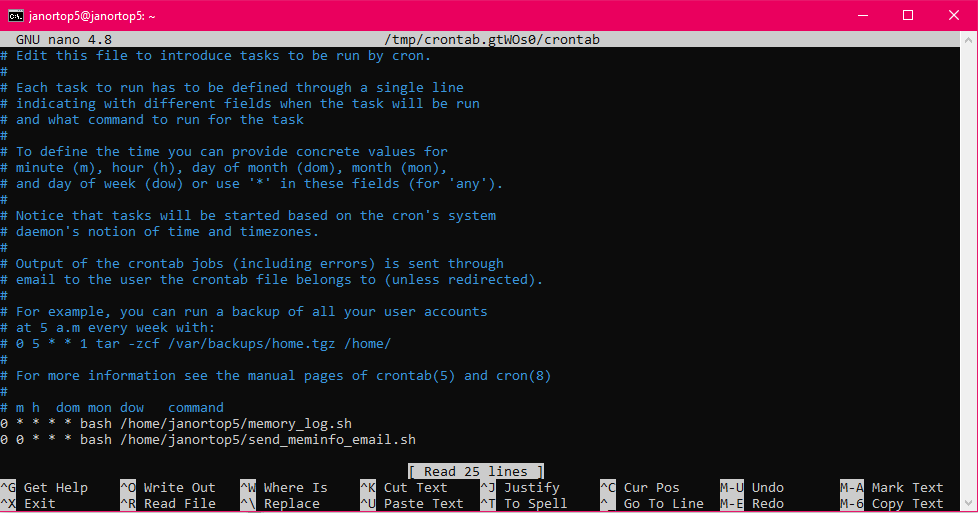 janortop5@janortop5: ~
GNU nano 4.8 /tmp/crontab.gtWOs0/crontab
# Edit this file to introduce tasks to be run by cron.
#
# Each task to run has to be defined through a single line
# indicating with different fields when the task will be run
# and what command to run for the task
#
# To define the time you can provide concrete values for
# minute (m), hour (h), day of month (dom), month (mon),
# and day of week (dow) or use '*' in these fields (for 'any').
#
# Notice that tasks will be started based on the cron's system
# daemon's notion of time and timezones.
#
# Output of the crontab jobs (including errors) is sent through
# email to the user the crontab file belongs to (unless redirected).
#
# For example, you can run a backup of all your user accounts
# at 5 a.m every week with:
# 0 5 * * 1 tar -zcf /var/backups/home.tgz /home/
#
# For more information see the manual pages of crontab(5) and cron(8)
#
# m h  dom mon dow   command
0 * * * * bash /home/janortop5/memory_log.sh
0 0 * * * bash /home/janortop5/send_meminfo_email.sh
[ Read 25 lines ]
^G Get Help ^O Write Out ^W Where Is ^K Cut Text ^J Justify ^C Cur Pos M-U Undo M-A Mark Text
^X Exit ^R Read File ^\ Replace ^U Paste Text ^T To Spell ^_ Go To Line M-E Redo M-6 Copy Text